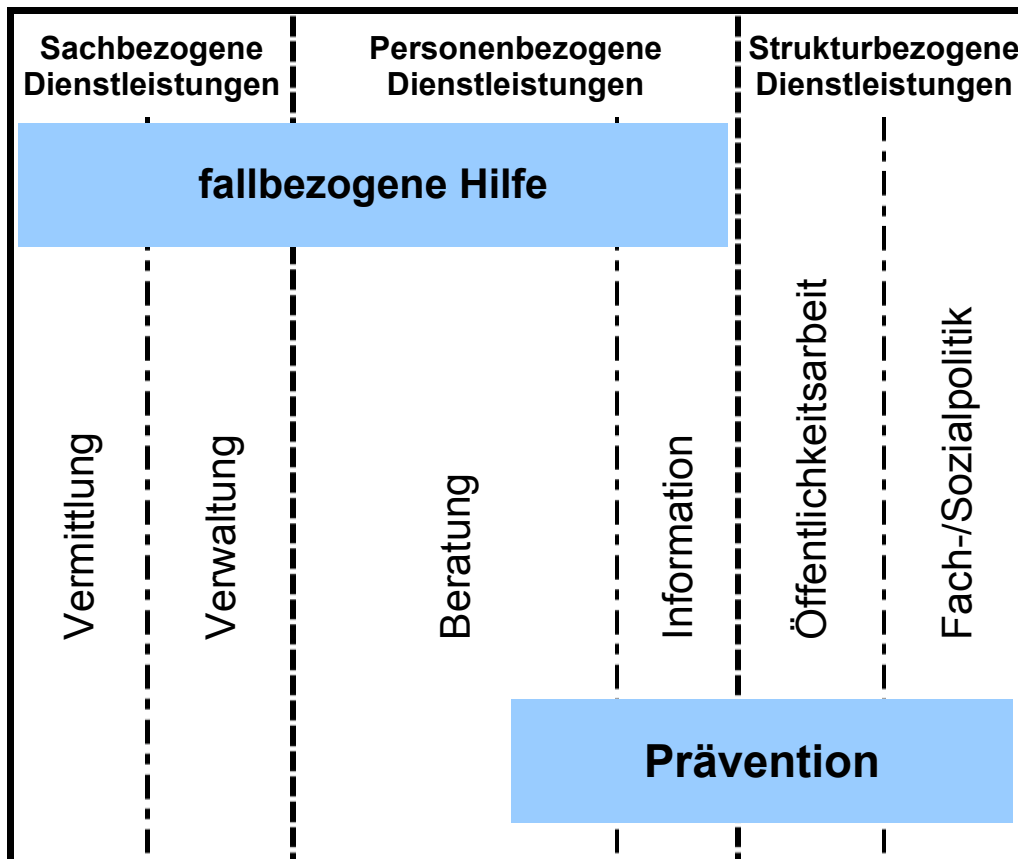 Sachbezogene
Dienstleistungen
Personenbezogene
Dienstleistungen
Strukturbezogene
Dienstleistungen
fallbezogene Hilfe
Vermittlung
Verwaltung
Beratung
Information
Öffentlichkeitsarbeit
Fach-/Sozialpolitik
Prävention